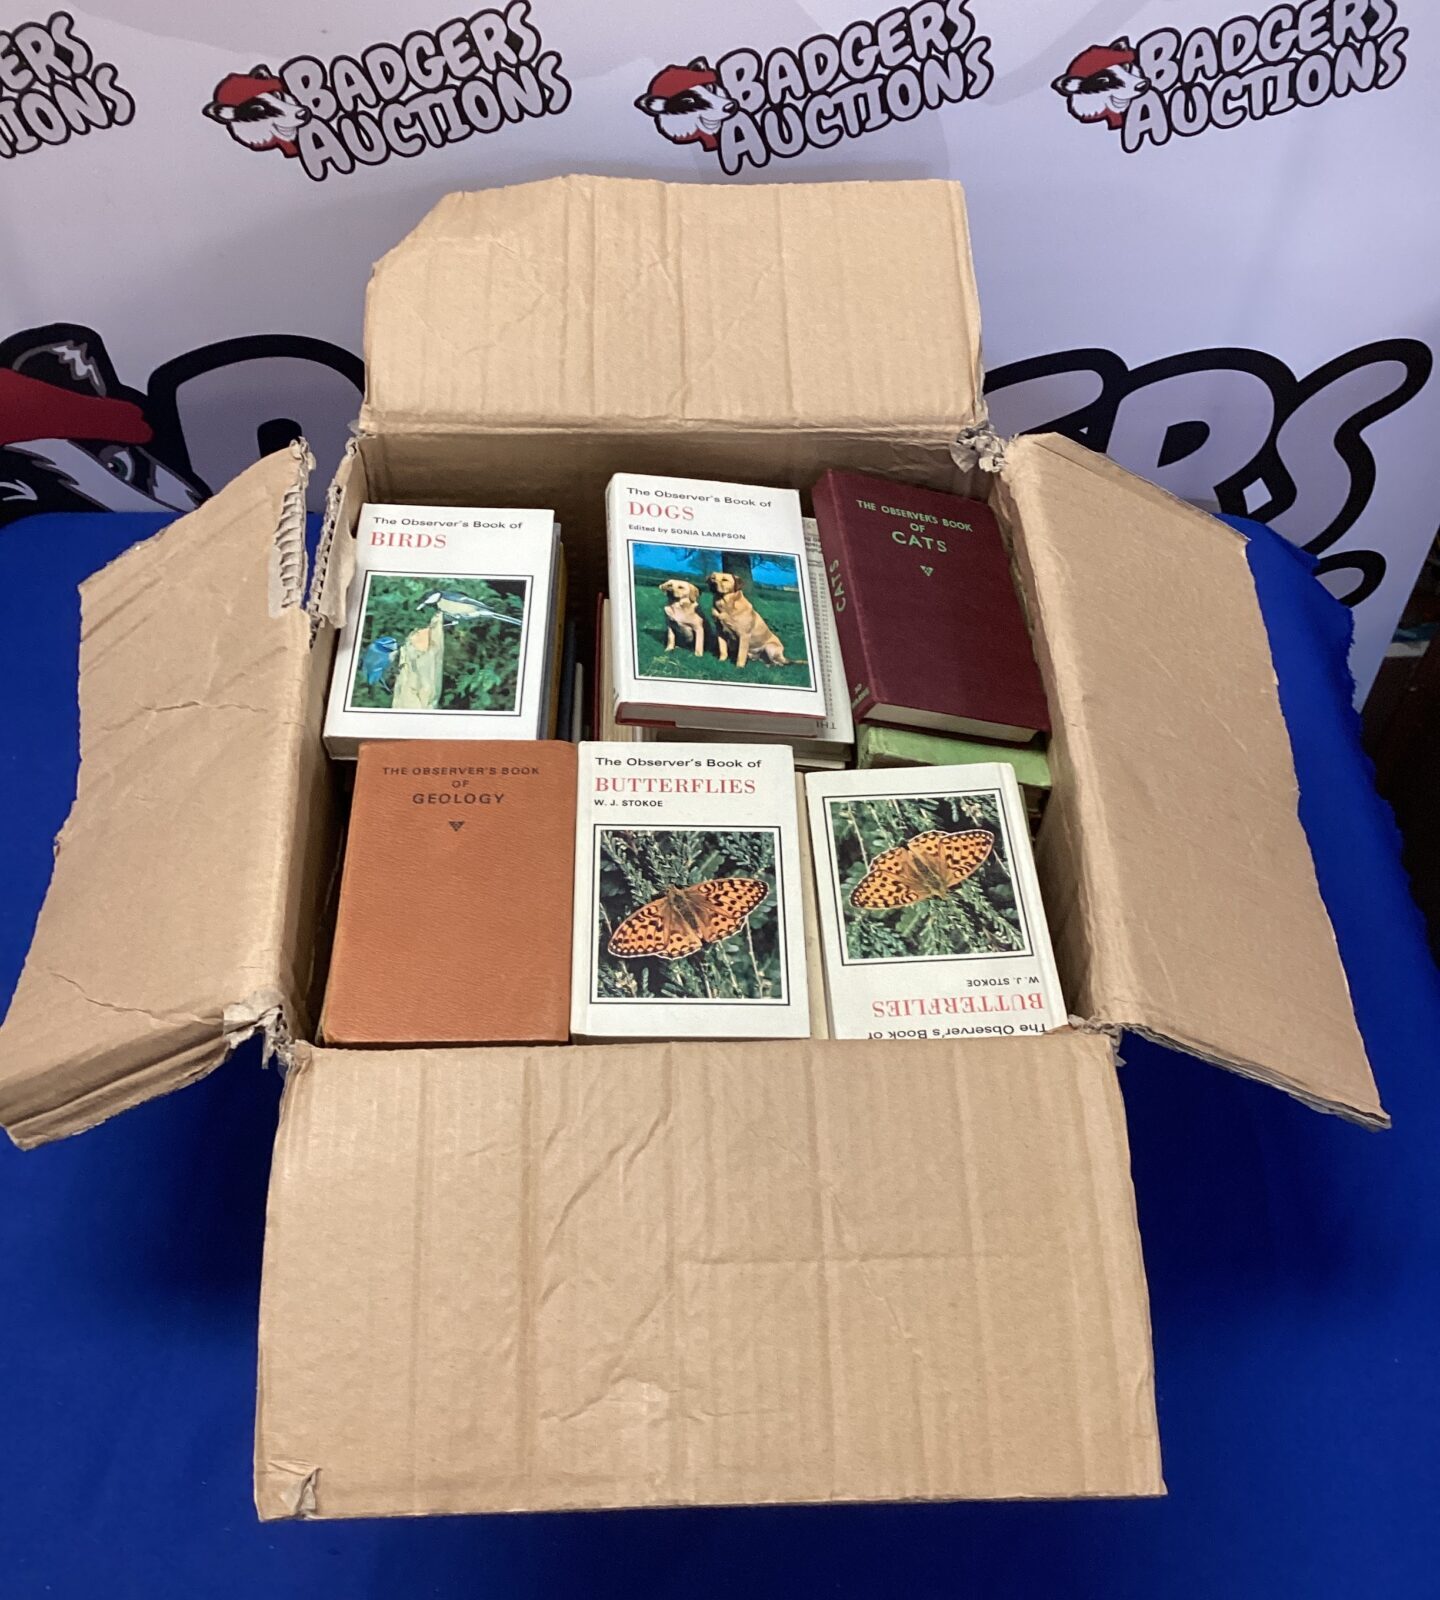 ERS
IONS
BADGERS
AUCTIONS
BADGERS
AUCTIONS
BADGERS
AUCTIONS
The Observer's Book of
BIRDS
The Observer's Book of
DOGS
Edited by SONIA LAMPSON
THE OBSERVER'S BOOK
OF
CATS
CATS
THE OBSERVER'S BOOK
OF
GEOLOGY
The Observer's Book of
BUTTERFLIES
W. J. STOKOE
The Observer's Book of
BUTTERFLIES
W. J. STOKOE